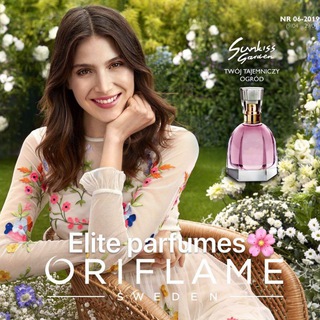 NR 06-2019
Sunkiss
Garden
TWÓJ TAJEMNICZY
OGRÓD
Elite parfumes
ORIFLAME
SWEDEN